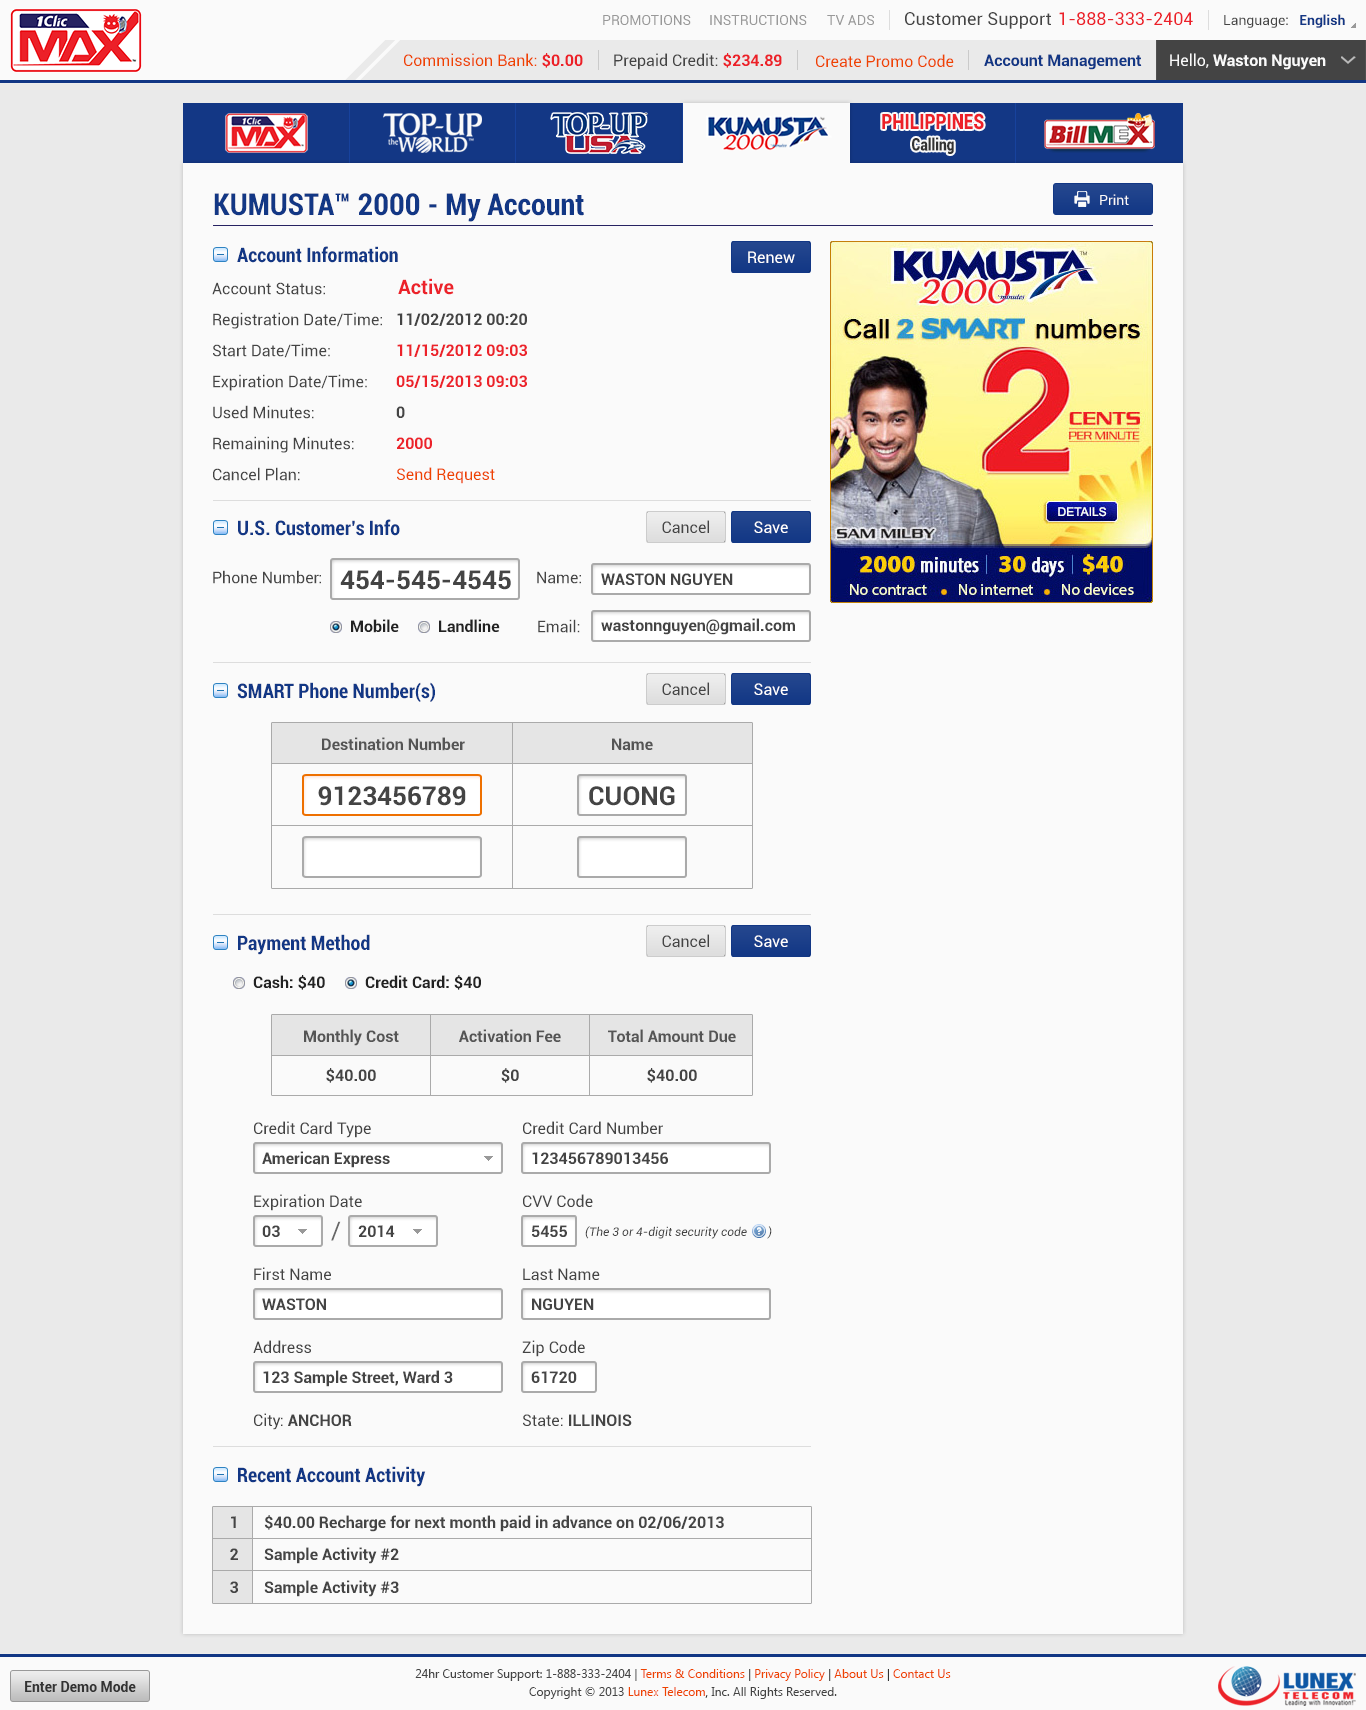 1Clic
MAX
PROMOTIONS INSTRUCTIONS TV ADS Customer Support 1-888-333-2404 Language: English
Commission Bank: $0.00 Prepaid Credit: $234.89 Create Promo Code Account Management Hello, Waston Nguyen
1Clic MAX
TOP-UP the WORLD™
TOP-UP USA
KUMUSTA 2000
PHILIPPINES Calling
BillMEX
KUMUSTA™ 2000 - My Account
Print
Account Information
Renew
Account Status: Active
Registration Date/Time: 11/02/2012 00:20
Start Date/Time: 11/15/2012 09:03
Expiration Date/Time: 05/15/2013 09:03
Used Minutes: 0
Remaining Minutes: 2000
Cancel Plan: Send Request
KUMUSTA™
2000 minutes
Call 2 SMART numbers
2 CENTS
PER MINUTE
DETAILS
SAM MILBY
2000 minutes 30 days $40
No contract • No internet • No devices
U.S. Customer's Info
Cancel Save
Phone Number: 454-545-4545 Name: WASTON NGUYEN
Mobile Landline Email: wastonnguyen@gmail.com
SMART Phone Number(s)
Cancel Save
Destination Number Name
9123456789 CUONG
Payment Method
Cancel Save
Cash: $40 Credit Card: $40
Monthly Cost Activation Fee Total Amount Due
$40.00 $0 $40.00
Credit Card Type Credit Card Number
American Express 123456789013456
Expiration Date CVV Code
03 / 2014 5455 (The 3 or 4-digit security code ?)
First Name Last Name
WASTON NGUYEN
Address Zip Code
123 Sample Street, Ward 3 61720
City: ANCHOR State: ILLINOIS
Recent Account Activity
1 $40.00 Recharge for next month paid in advance on 02/06/2013
2 Sample Activity #2
3 Sample Activity #3
Enter Demo Mode
24hr Customer Support: 1-888-333-2404 | Terms & Conditions | Privacy Policy | About Us | Contact Us
Copyright © 2013 Lunex Telecom, Inc. All Rights Reserved.
LUNEX
TELECOM
Leading with Innovation!™